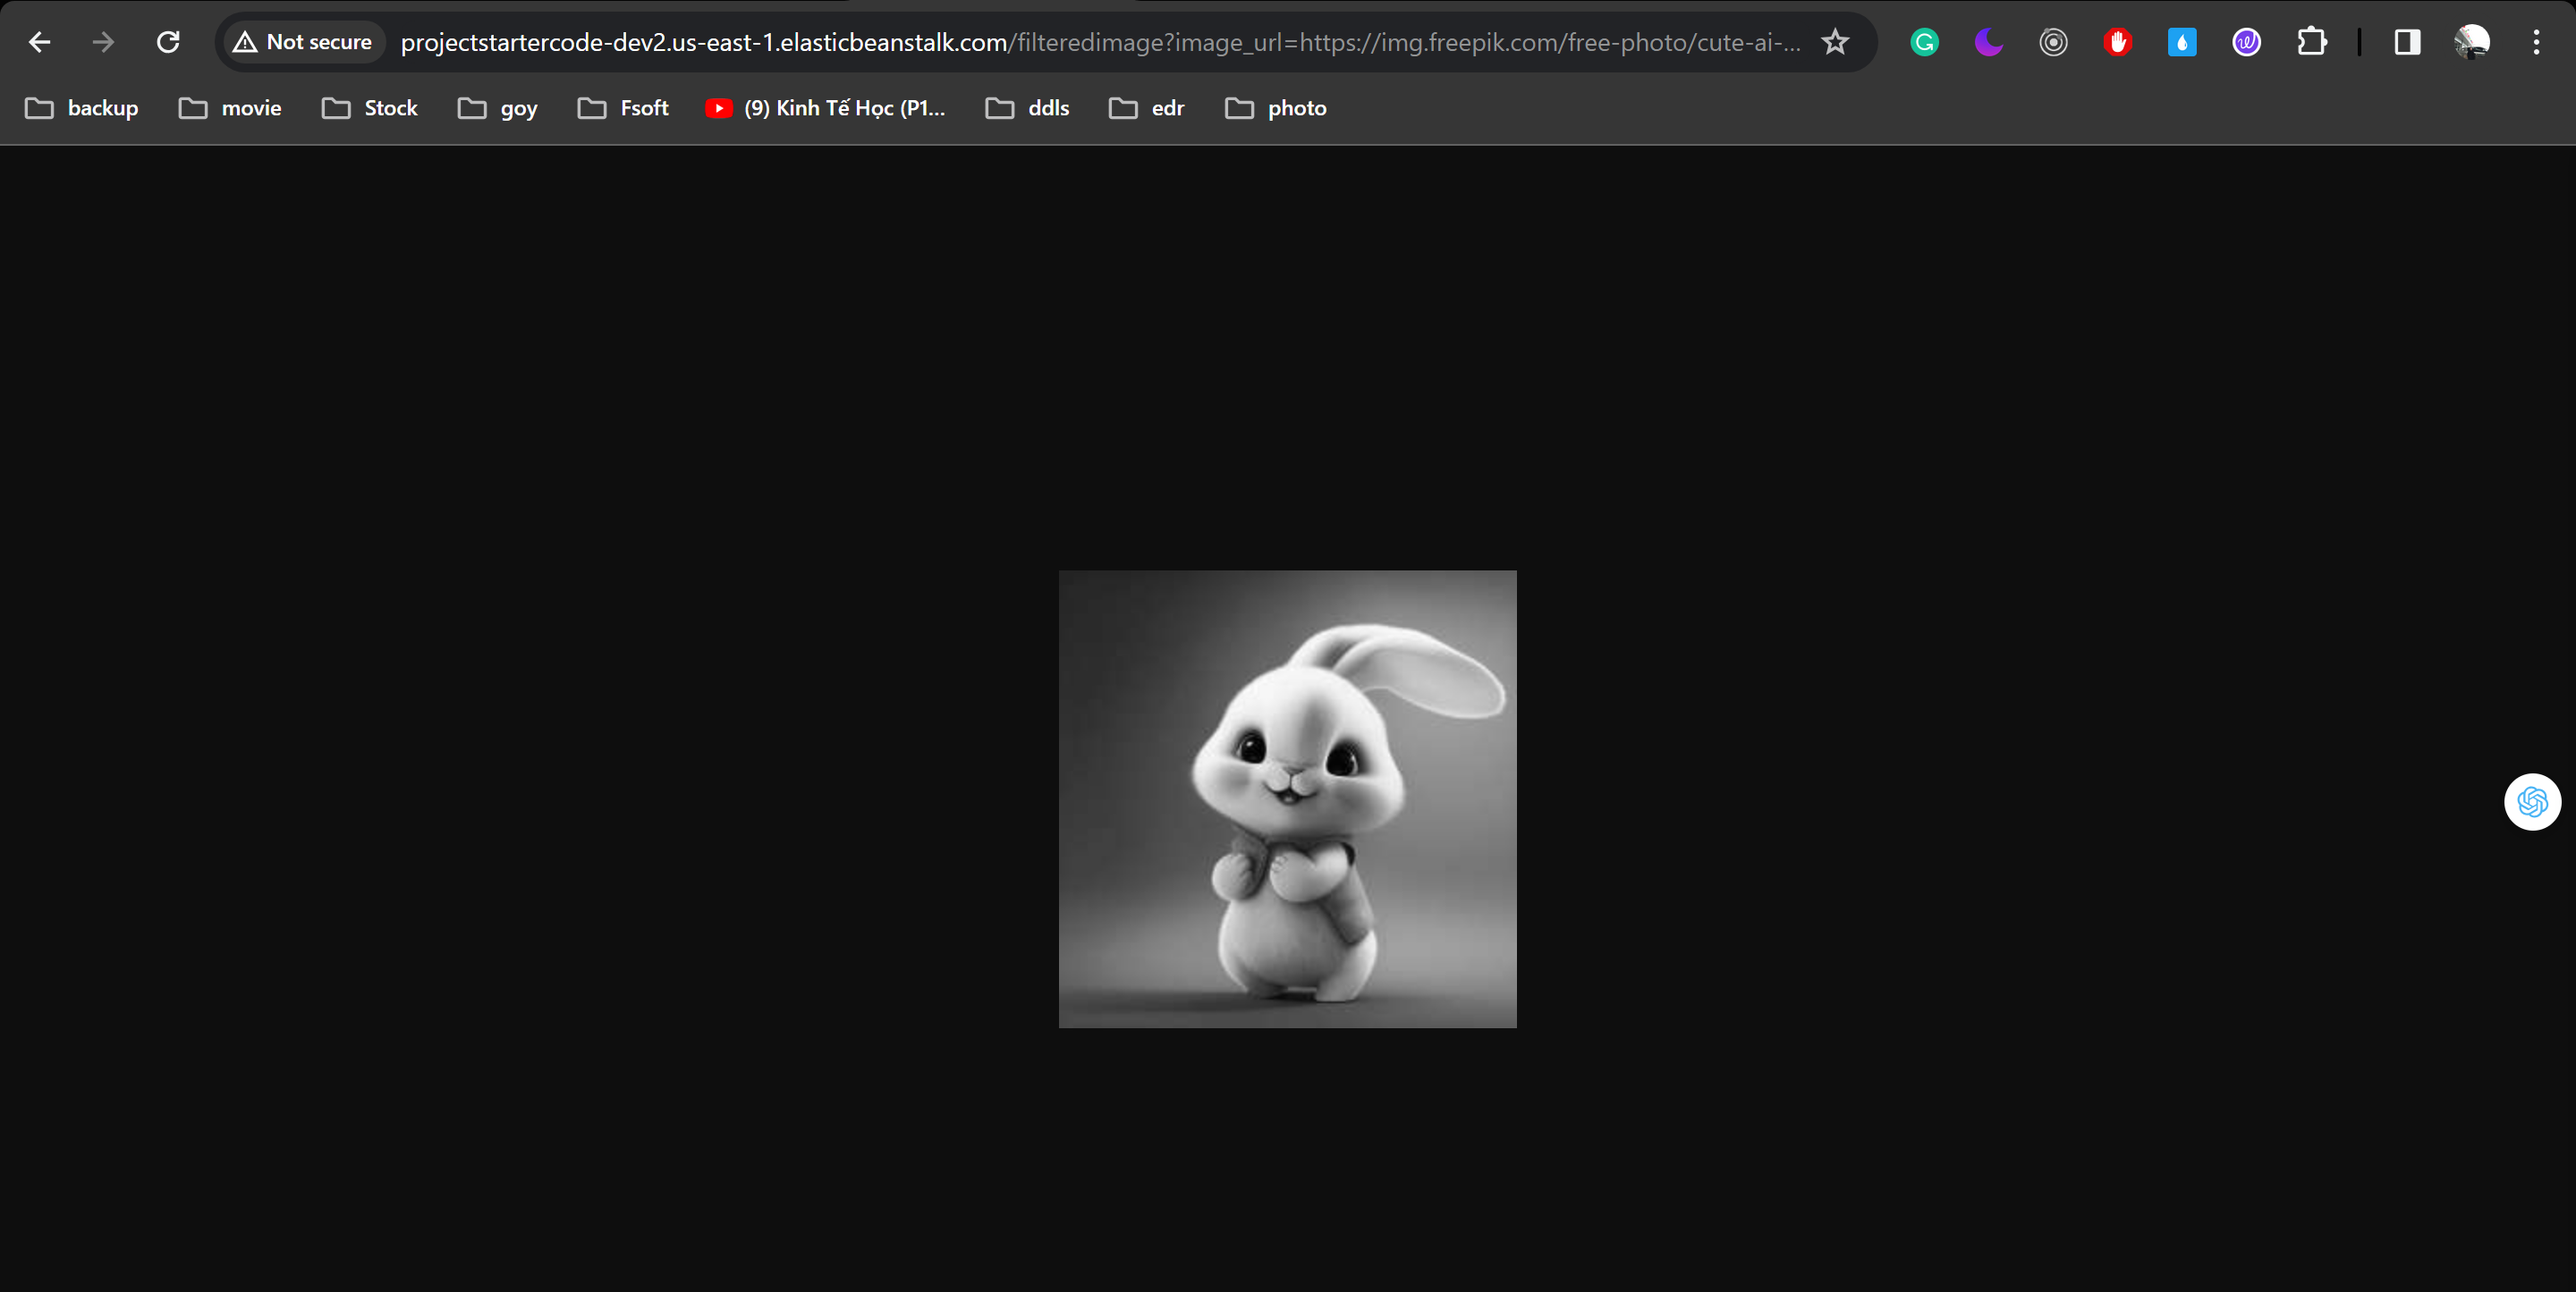 Not secure projectstartercode-dev2.us-east-1.elasticbeanstalk.com/filteredimage?image_url=https://img.freepik.com/free-photo/cute-ai-...
backup movie Stock goy Fsoft (9) Kinh Tế Học (P1... ddls edr photo